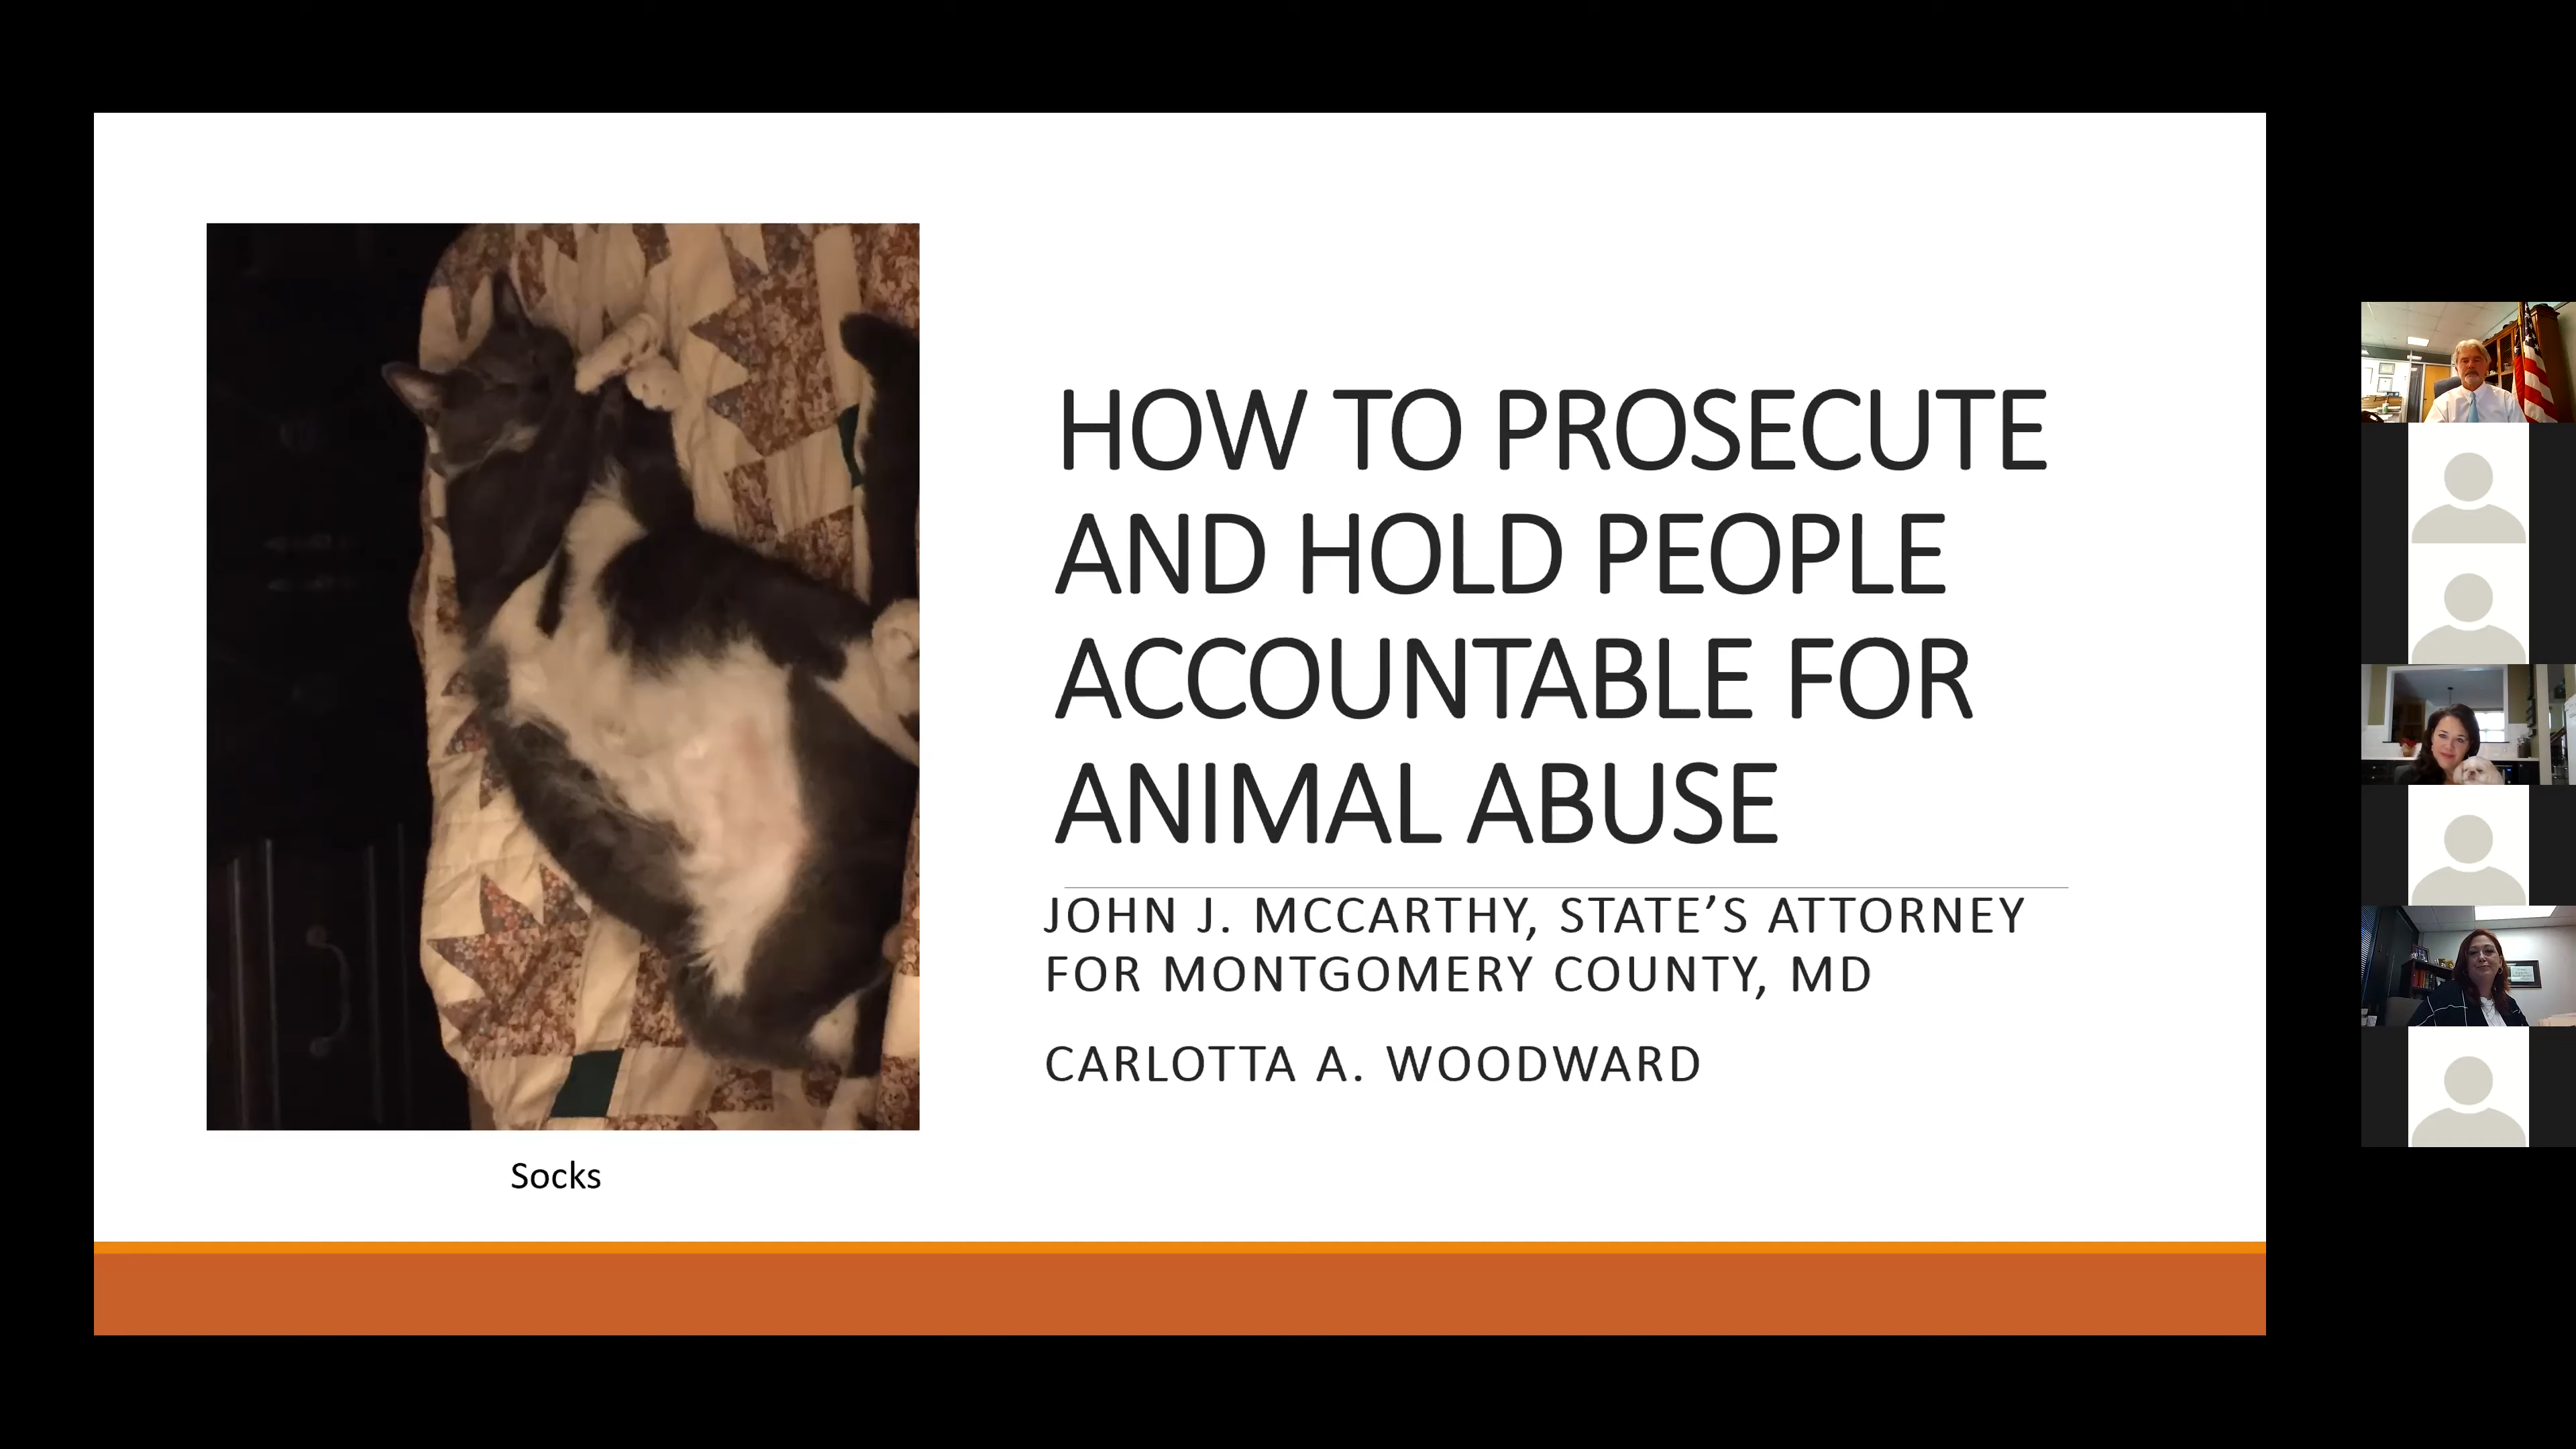 HOW TO PROSECUTE
AND HOLD PEOPLE
ACCOUNTABLE FOR
ANIMAL ABUSE
JOHN J. MCCARTHY, STATE’S ATTORNEY
FOR MONTGOMERY COUNTY, MD
CARLOTTA A. WOODWARD
Socks